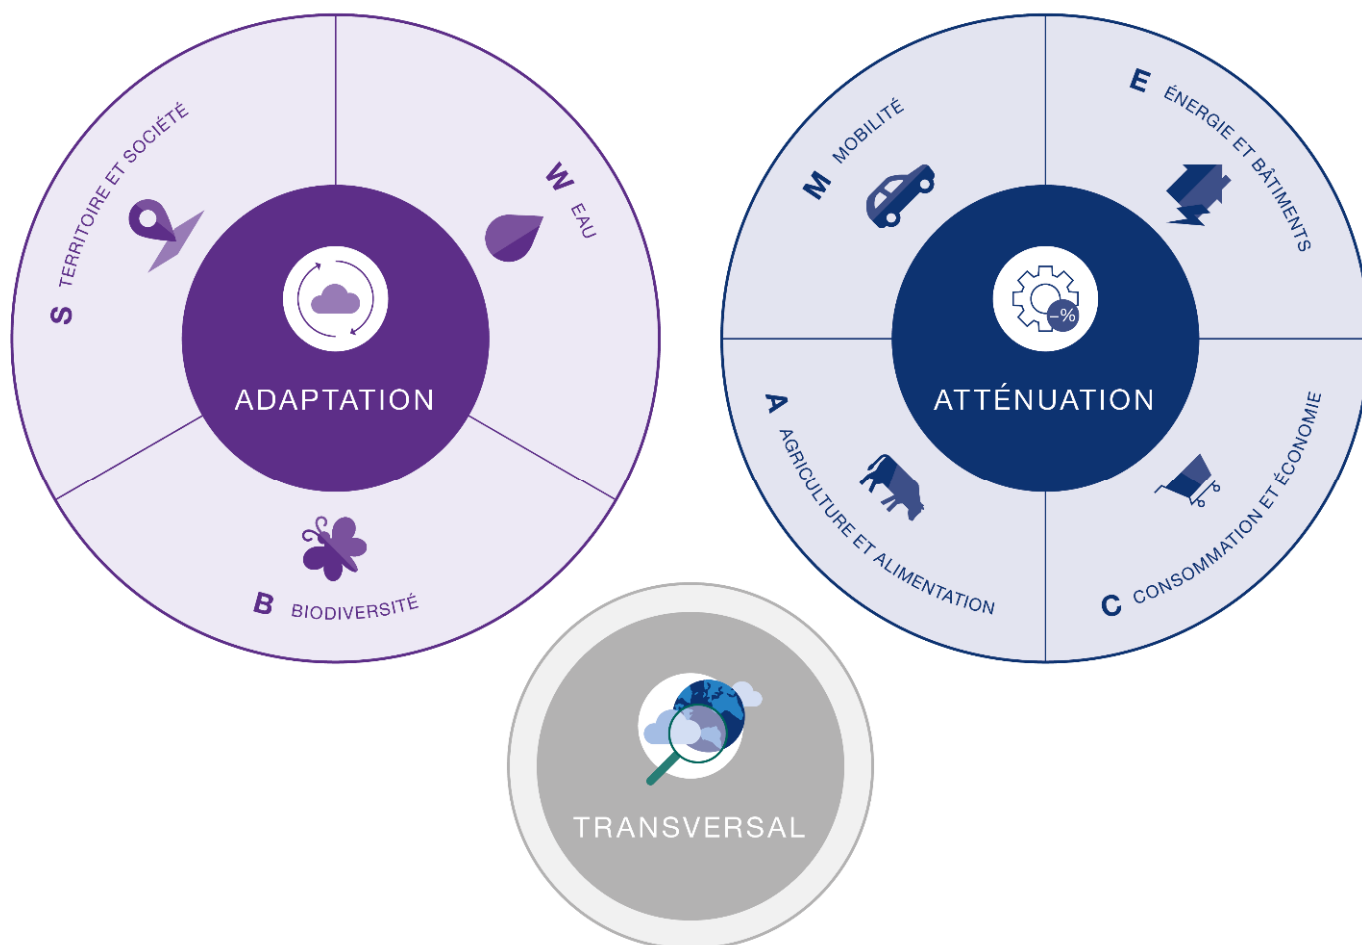 S TERRITOIRE ET SOCIÉTÉ
W EAU
ADAPTATION
B BIODIVERSITÉ
M MOBILITÉ
E ÉNERGIE ET BÂTIMENTS
-%
ATTÉNUATION
A AGRICULTURE ET ALIMENTATION
C CONSOMMATION ET ÉCONOMIE
TRANSVERSAL